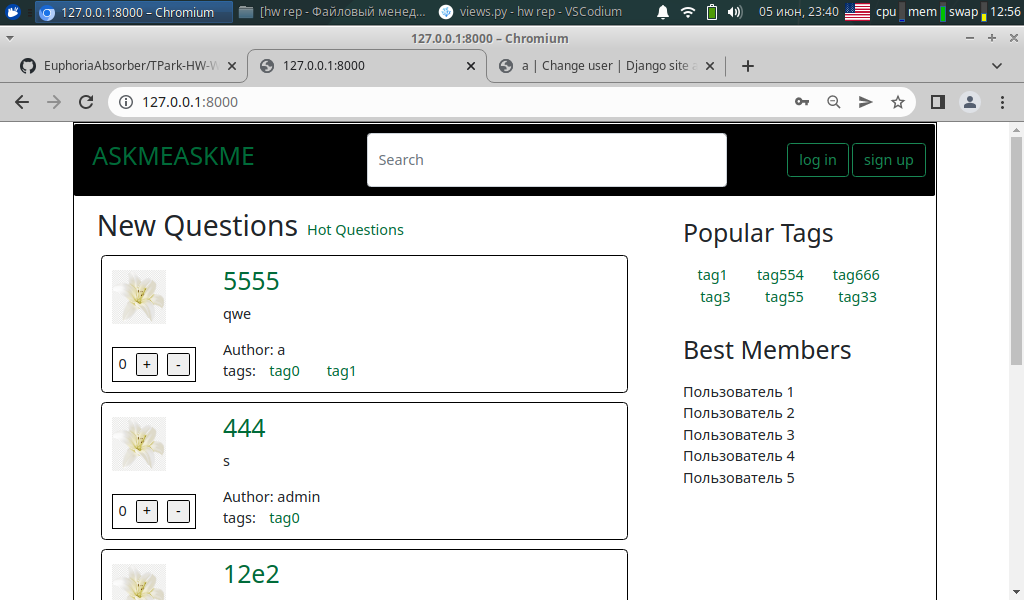 127.0.0.1:8000 – Chromium [hw rep - Файловый менед... views.py - hw rep - VSCodium 05 июн, 23:40 cpu mem swap 12:56
127.0.0.1:8000 – Chromium
EuphoriaAbsorber/TPark-HW-W 127.0.0.1:8000 a | Change user | Django site a
127.0.0.1:8000
ASKMEASKME Search log in sign up
New Questions Hot Questions
5555
qwe
Author: a
0 + - tags: tag0 tag1
444
s
Author: admin
0 + - tags: tag0
12e2
Popular Tags
tag1 tag554 tag666
tag3 tag55 tag33
Best Members
Пользователь 1
Пользователь 2
Пользователь 3
Пользователь 4
Пользователь 5